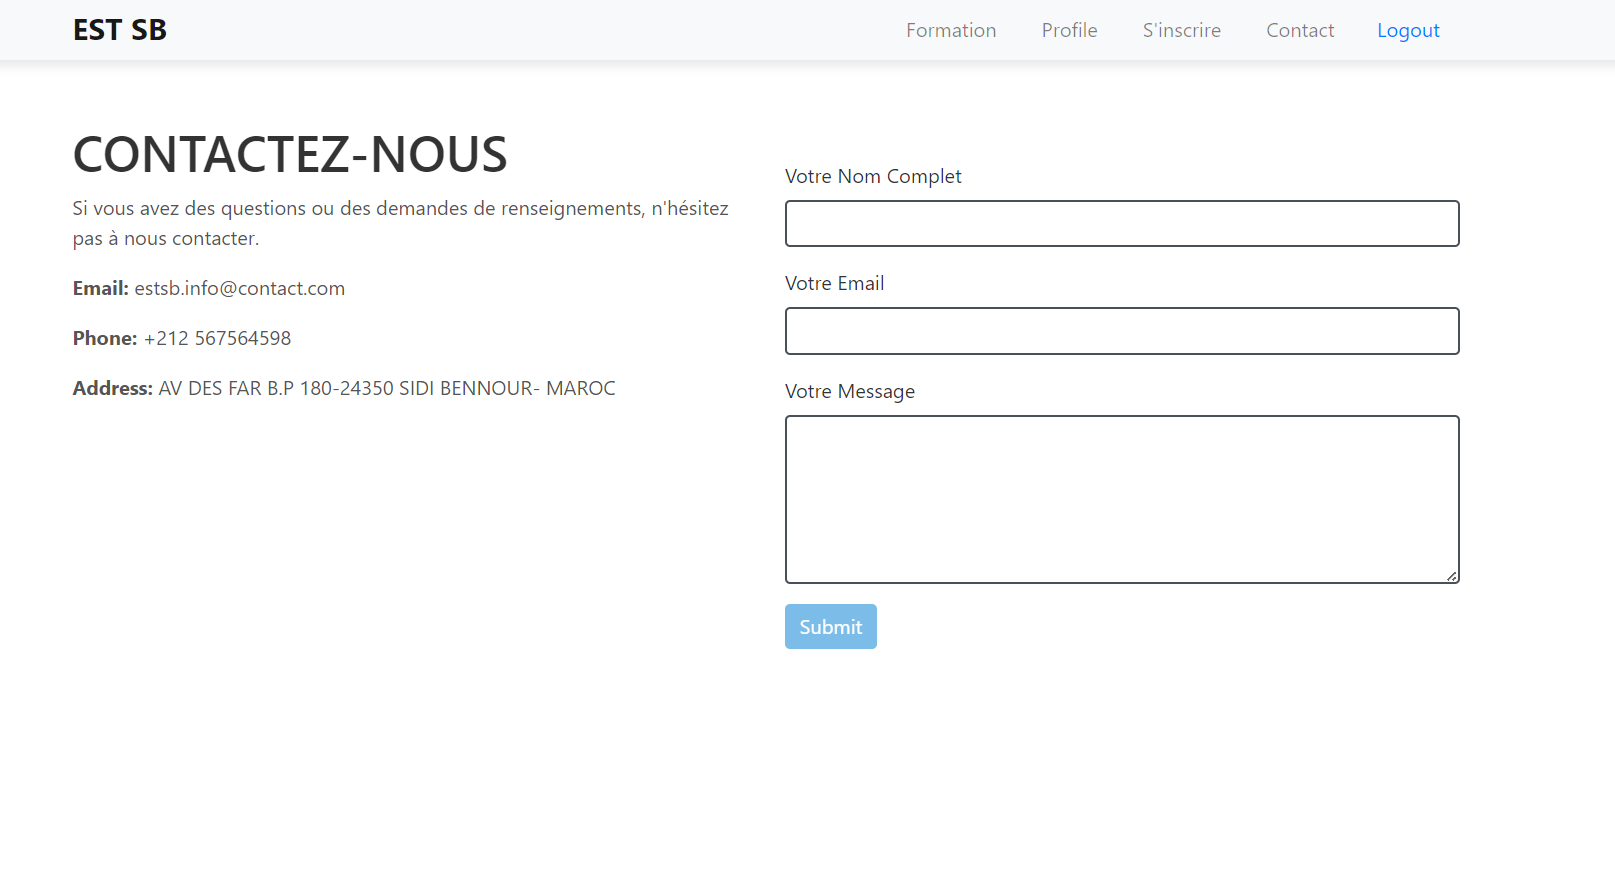 EST SB
Formation
Profile
S'inscrire
Contact
Logout
CONTACTEZ-NOUS
Si vous avez des questions ou des demandes de renseignements, n'hésitez
pas à nous contacter.
Email: estsb.info@contact.com
Phone: +212 567564598
Address: AV DES FAR B.P 180-24350 SIDI BENNOUR- MAROC
Votre Nom Complet
Votre Email
Votre Message
Submit